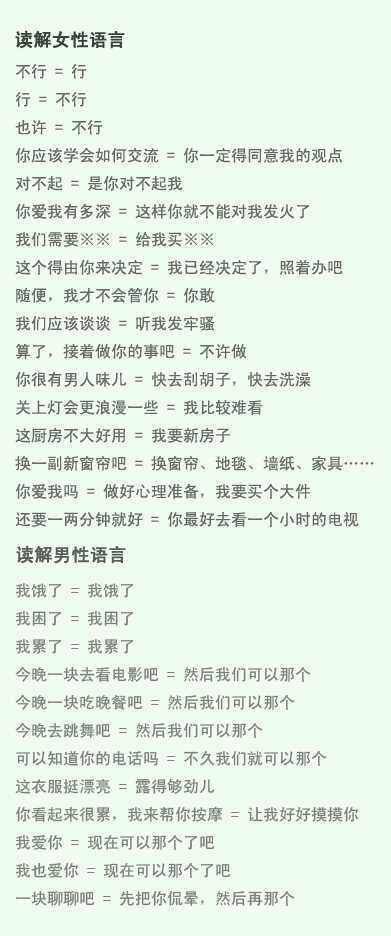 读解女性语言
不行 = 行
行 = 不行
也许 = 不行
你应该学会如何交流 = 你一定得同意我的观点
对不起 = 是你对不起我
你爱我有多深 = 这样你就不能对我发火了
我们需要※※ = 给我买※※
这个得由你来决定 = 我已经决定了，照着办吧
随便，我才不会管你 = 你敢
我们应该谈谈 = 听我发牢骚
算了，接着做你的事吧 = 不许做
你很有男人味儿 = 快去刮胡子，快去洗澡
关上灯会更浪漫一些 = 我比较难看
这厨房不大好用 = 我要新房子
换一副新窗帘吧 = 换窗帘、地毯、墙纸、家具……
你爱我吗 = 做好心理准备，我要买个大件
还要一两分钟就好 = 你最好去看一个小时的电视
读解男性语言
我饿了 = 我饿了
我困了 = 我困了
我累了 = 我累了
今晚一块去看电影吧 = 然后我们可以那个
今晚一块吃晚餐吧 = 然后我们可以那个
今晚去跳舞吧 = 然后我们可以那个
可以知道你的电话吗 = 不久我们就可以那个
这衣服挺漂亮 = 露得够劲儿
你看起来很累，我来帮你按摩 = 让我好好摸摸你
我爱你 = 现在可以那个了吧
我也爱你 = 现在可以那个了吧
一块聊聊吧 = 先把你侃晕，然后再那个